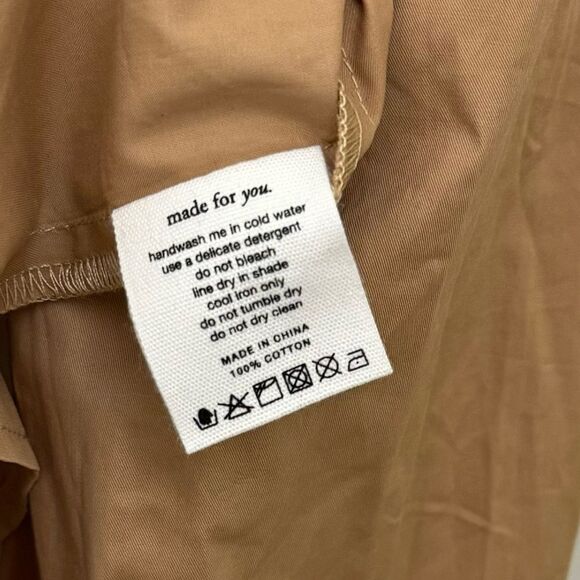 made for you.
handwash me in cold water
use a delicate detergent
do not bleach
line dry in shade
cool iron only
do not tumble dry
do not dry clean
MADE IN CHINA
100% COTTON